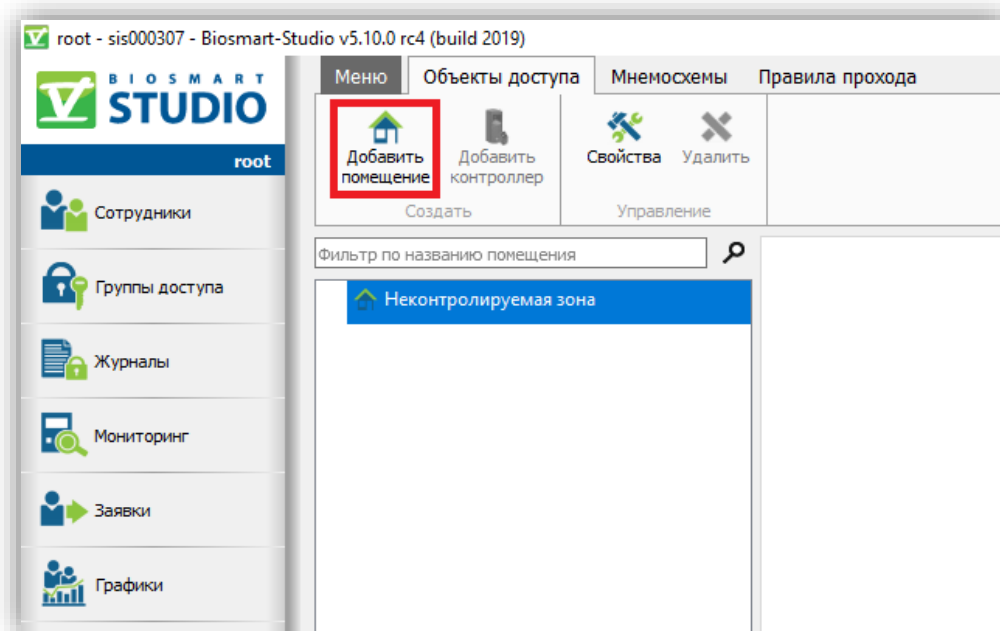 root - sis000307 - Biosmart-Studio v5.10.0 rc4 (build 2019)
BIOSMART
STUDIO
root
Меню
Объекты доступа
Мнемосхемы
Правила прохода
Добавить
помещение
Добавить
контроллер
Свойства
Удалить
Создать
Управление
Фильтр по названию помещения
Неконтролируемая зона
Сотрудники
Группы доступа
Журналы
Мониторинг
Заявки
Графики